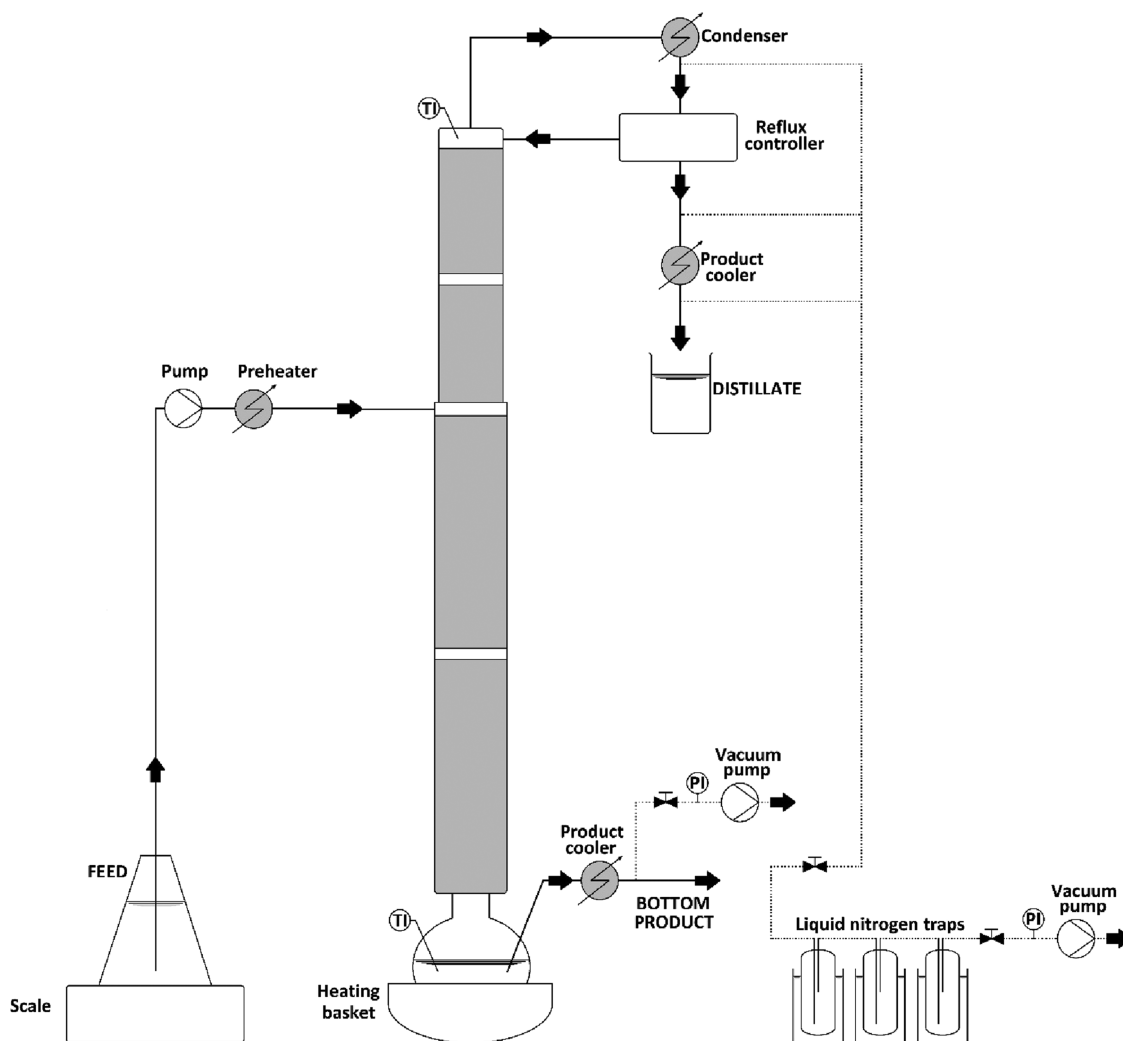 Condenser
TI
Reflux
controller
Product
cooler
Pump
Preheater
DISTILLATE
Vacuum
pump
PI
Product
cooler
FEED
BOTTOM
PRODUCT
Vacuum
pump
TI
Liquid nitrogen traps
PI
Scale
Heating
basket